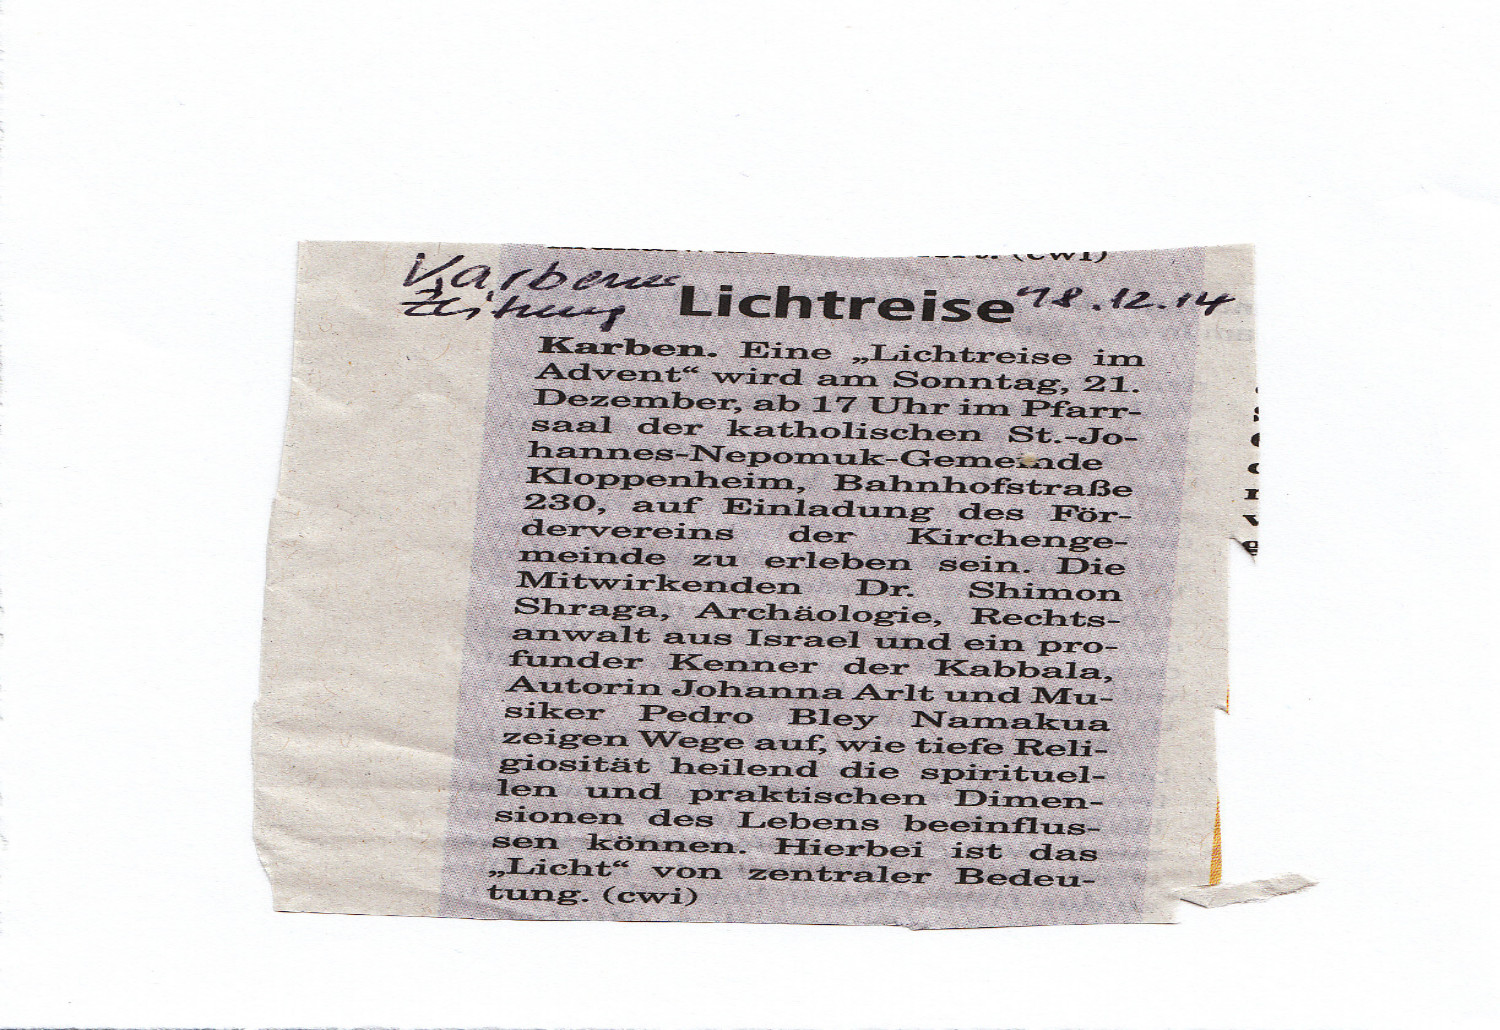 (cwi)
Karbener
Zeitung
Lichtreise
18.12.14
Karben. Eine „Lichtreise im
Advent“ wird am Sonntag, 21.
Dezember, ab 17 Uhr im Pfarr-
saal der katholischen St.-Jo-
hannes-Nepomuk-Gemeinde
Kloppenheim, Bahnhofstraße
230, auf Einladung des För-
dervereins der Kirchenge-
meinde zu erleben sein. Die
Mitwirkenden Dr. Shimon
Shraga, Archäologie, Rechts-
anwalt aus Israel und ein pro-
funder Kenner der Kabbala,
Autorin Johanna Arlt und Mu-
siker Pedro Bley Namakua
zeigen Wege auf, wie tiefe Reli-
giosität heilend die spirituel-
len und praktischen Dimen-
sionen des Lebens beeinflus-
sen können. Hierbei ist das
„Licht“ von zentraler Bedeu-
tung. (cwi)